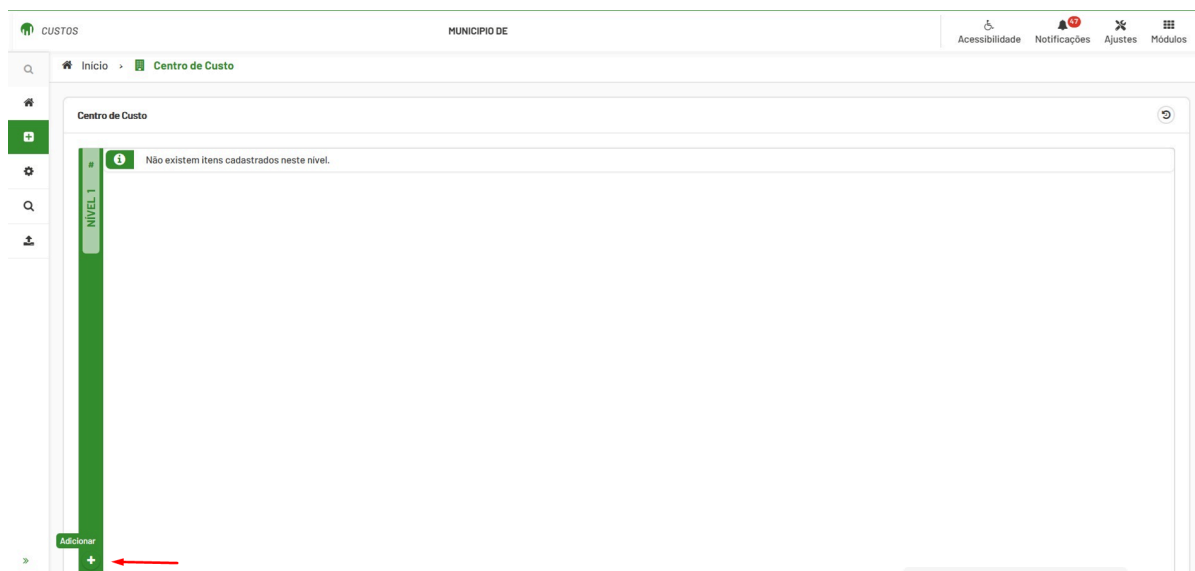 CUSTOS
MUNICIPIO DE
Acessibilidade
47
Notificações
Ajustes
Módulos
Inicio › Centro de Custo
Centro de Custo
# NÍVEL 1
Não existem itens cadastrados neste nível.
Adicionar